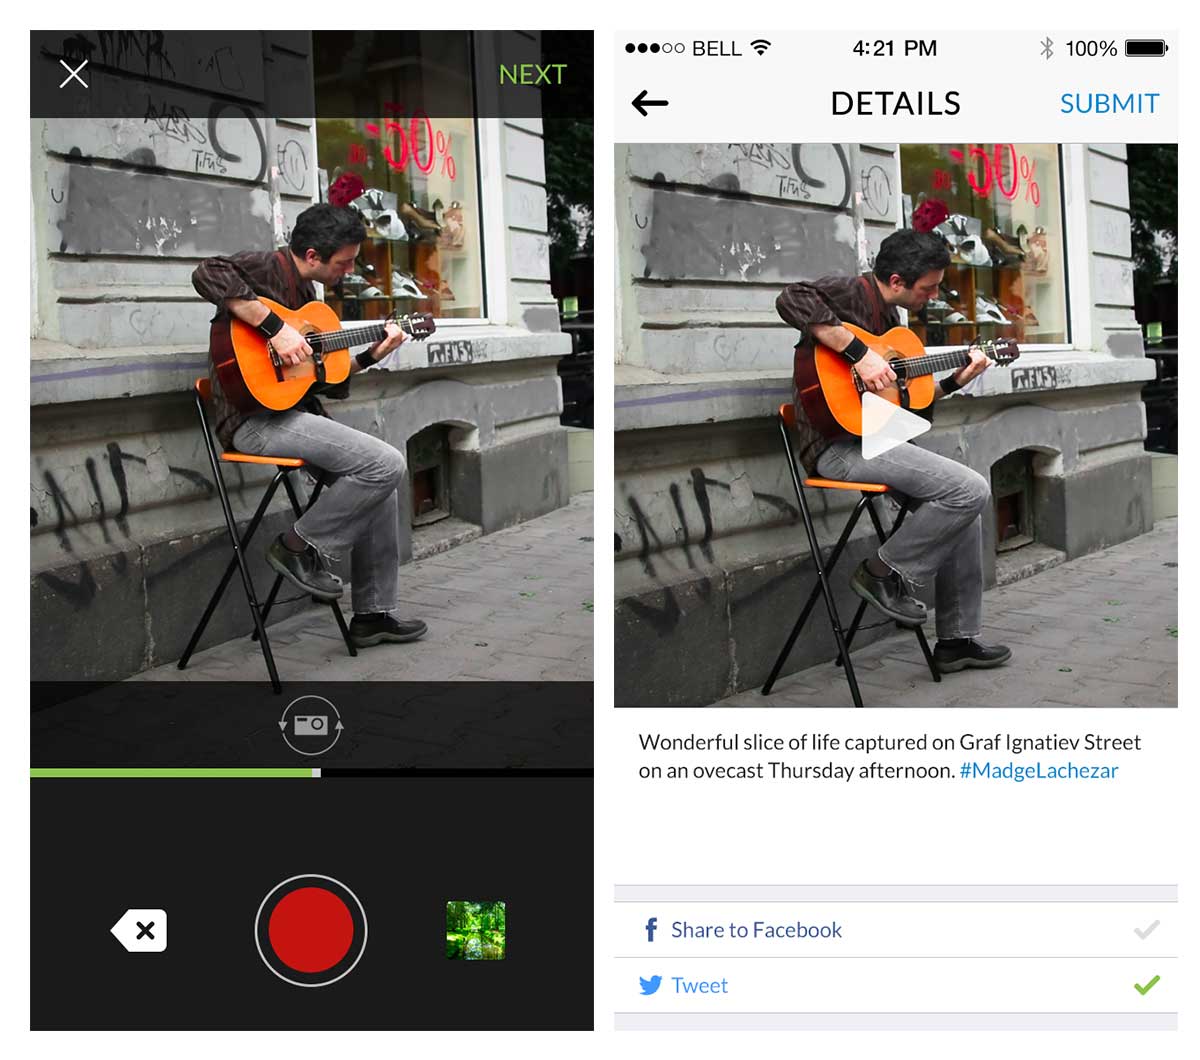 NEXT
-50%
TITUS
BELL
4:21 PM
100%
DETAILS
SUBMIT
50%
Wonderful slice of life captured on Graf Ignatiev Street
on an ovecast Thursday afternoon. #MadgeLachezar
Share to Facebook
Tweet